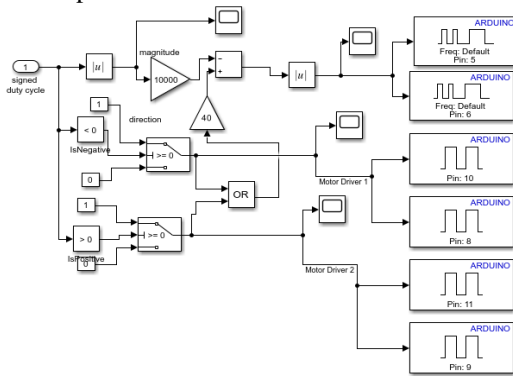 ARDUINO
Freq: Default
Pin: 5
1
signed
duty cycle
|u|
magnitude
10000
−
+
|u|
ARDUINO
Freq: Default
Pin: 6
1
direction
40
< 0
IsNegative
>= 0
0
OR
Motor Driver 1
ARDUINO
Pin: 10
1
> 0
IsPositive
>= 0
0
Motor Driver 2
ARDUINO
Pin: 8
ARDUINO
Pin: 11
ARDUINO
Pin: 9